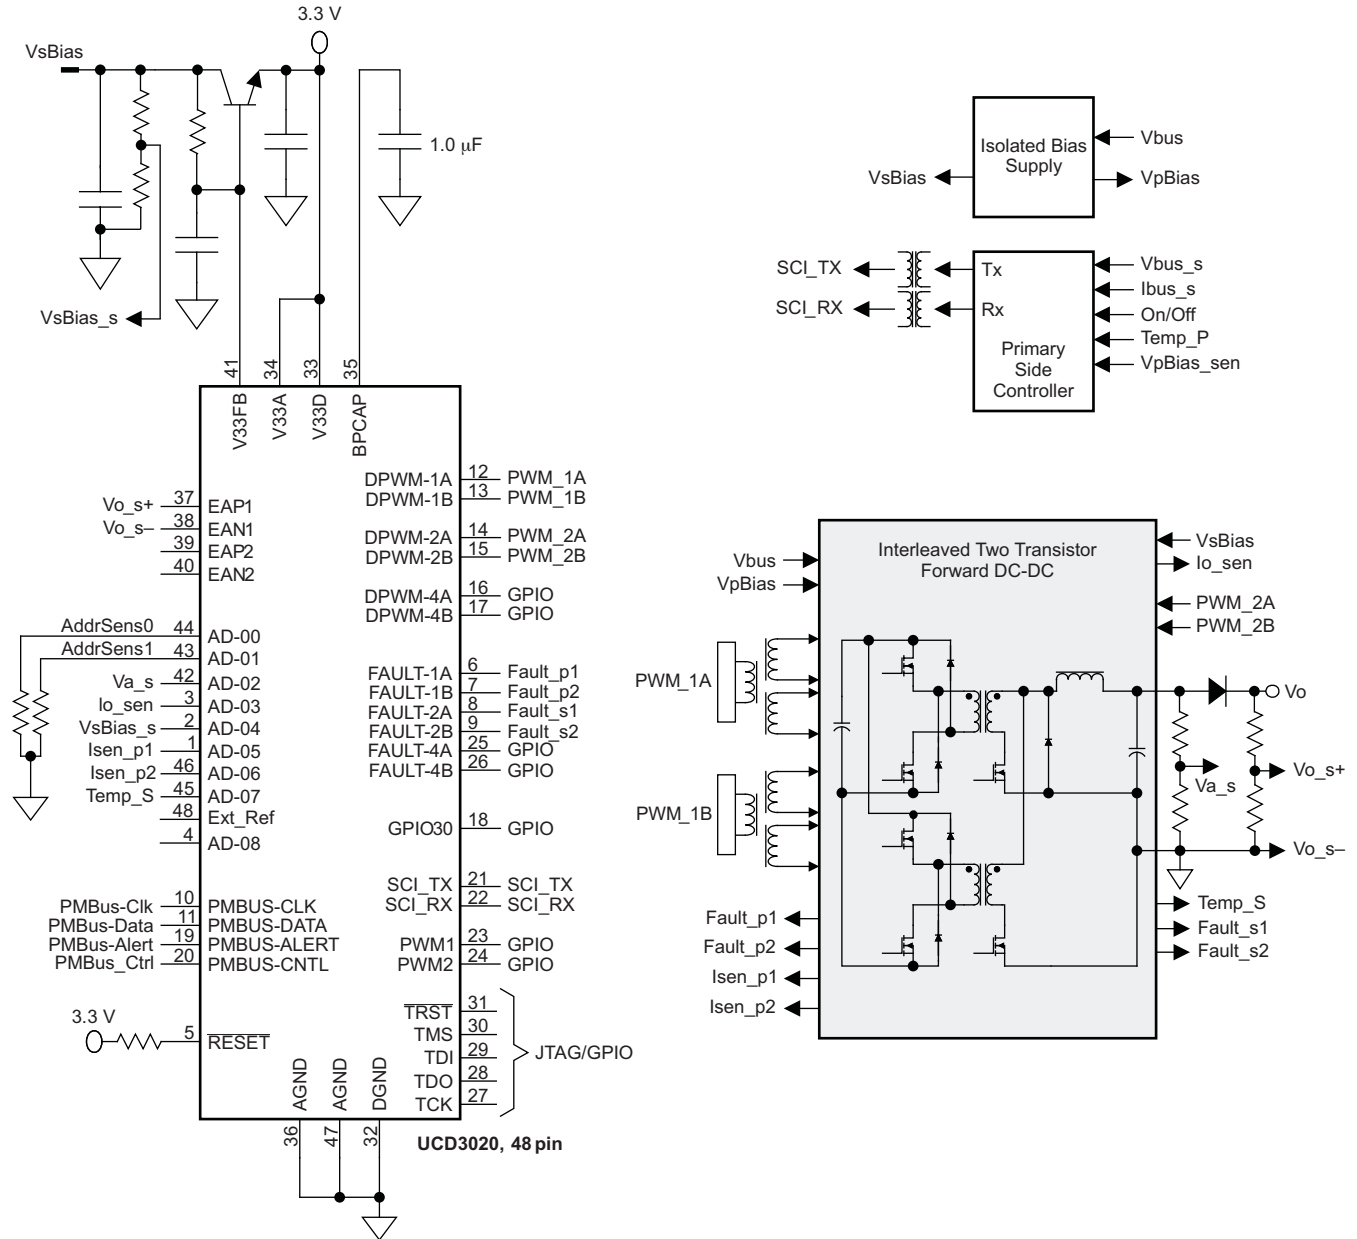 3.3 V
VsBias
1.0 μF
VsBias_s
41
34
33
35
V33FB
V33A
V33D
BPCAP
Vo_s+ 37 EAP1
Vo_s– 38 EAN1
39 EAP2
40 EAN2
AddrSens0 44 AD-00
AddrSens1 43 AD-01
Va_s 42 AD-02
Io_sen 3 AD-03
VsBias_s 2 AD-04
Isen_p1 1 AD-05
Isen_p2 46 AD-06
Temp_S 45 AD-07
48 Ext_Ref
4 AD-08
PMBus-Clk 10 PMBUS-CLK
PMBus-Data 11 PMBUS-DATA
PMBus-Alert 19 PMBUS-ALERT
PMBus_Ctrl 20 PMBUS-CNTL
3.3 V
5 RESET
DPWM-1A 12 PWM_1A
DPWM-1B 13 PWM_1B
DPWM-2A 14 PWM_2A
DPWM-2B 15 PWM_2B
DPWM-4A 16 GPIO
DPWM-4B 17 GPIO
FAULT-1A 6 Fault_p1
FAULT-1B 7 Fault_p2
FAULT-2A 8 Fault_s1
FAULT-2B 9 Fault_s2
FAULT-4A 25 GPIO
FAULT-4B 26 GPIO
GPIO30 18 GPIO
SCI_TX 21 SCI_TX
SCI_RX 22 SCI_RX
PWM1 23 GPIO
PWM2 24 GPIO
TRST 31
TMS 30
TDI 29
TDO 28
TCK 27
JTAG/GPIO
AGND
AGND
DGND
36
47
32
UCD3020, 48 pin
Isolated Bias
Supply
Vbus
VsBias
VpBias
SCI_TX
Tx
SCI_RX
Rx
Primary
Side
Controller
Vbus_s
Ibus_s
On/Off
Temp_P
VpBias_sen
Interleaved Two Transistor
Forward DC-DC
Vbus
VpBias
VsBias
Io_sen
PWM_2A
PWM_2B
PWM_1A
PWM_1B
Vo
Va_s
Vo_s+
Vo_s–
Fault_p1
Fault_p2
Isen_p1
Isen_p2
Temp_S
Fault_s1
Fault_s2